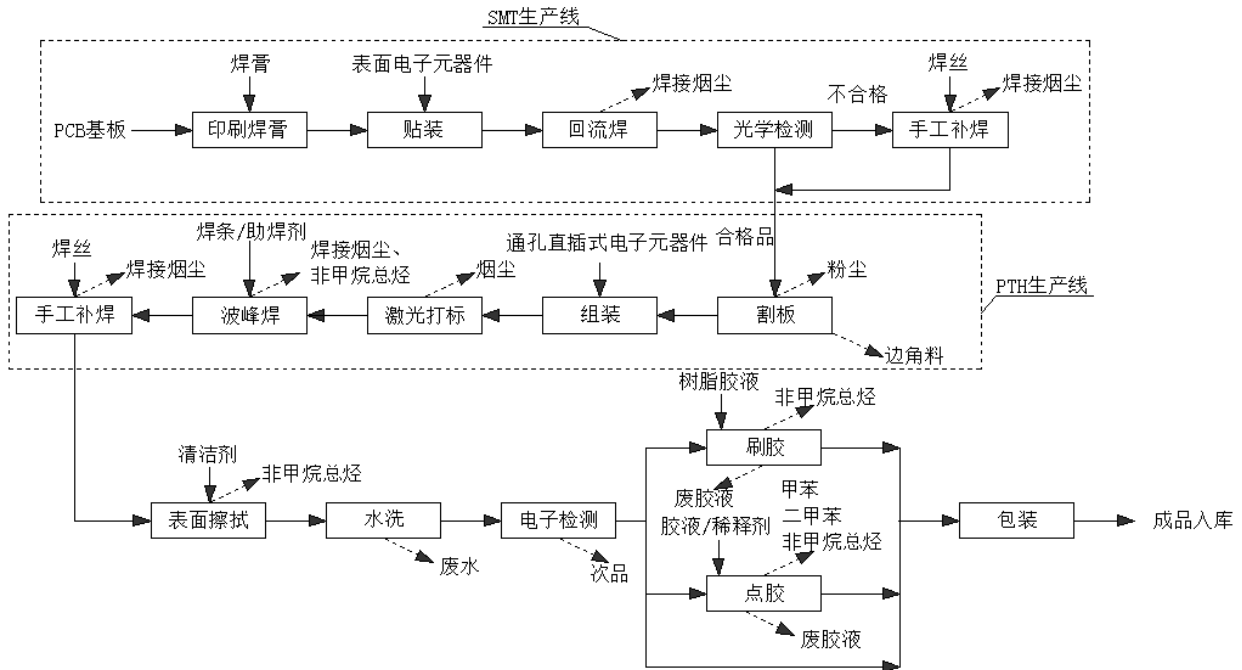 SMT生产线
焊膏
表面电子元器件
焊接烟尘
不合格
焊丝
焊接烟尘
PCB基板
印刷焊膏
贴装
回流焊
光学检测
手工补焊
焊丝
焊接烟尘
焊条/助焊剂
焊接烟尘、
非甲烷总烃
烟尘
通孔直插式电子元器件
合格品
粉尘
PTH生产线
手工补焊
波峰焊
激光打标
组装
割板
边角料
树脂胶液
非甲烷总烃
刷胶
清洁剂
非甲烷总烃
废胶液
甲苯
二甲苯
非甲烷总烃
胶液/稀释剂
表面擦拭
水洗
电子检测
包装
成品入库
废水
次品
点胶
废胶液